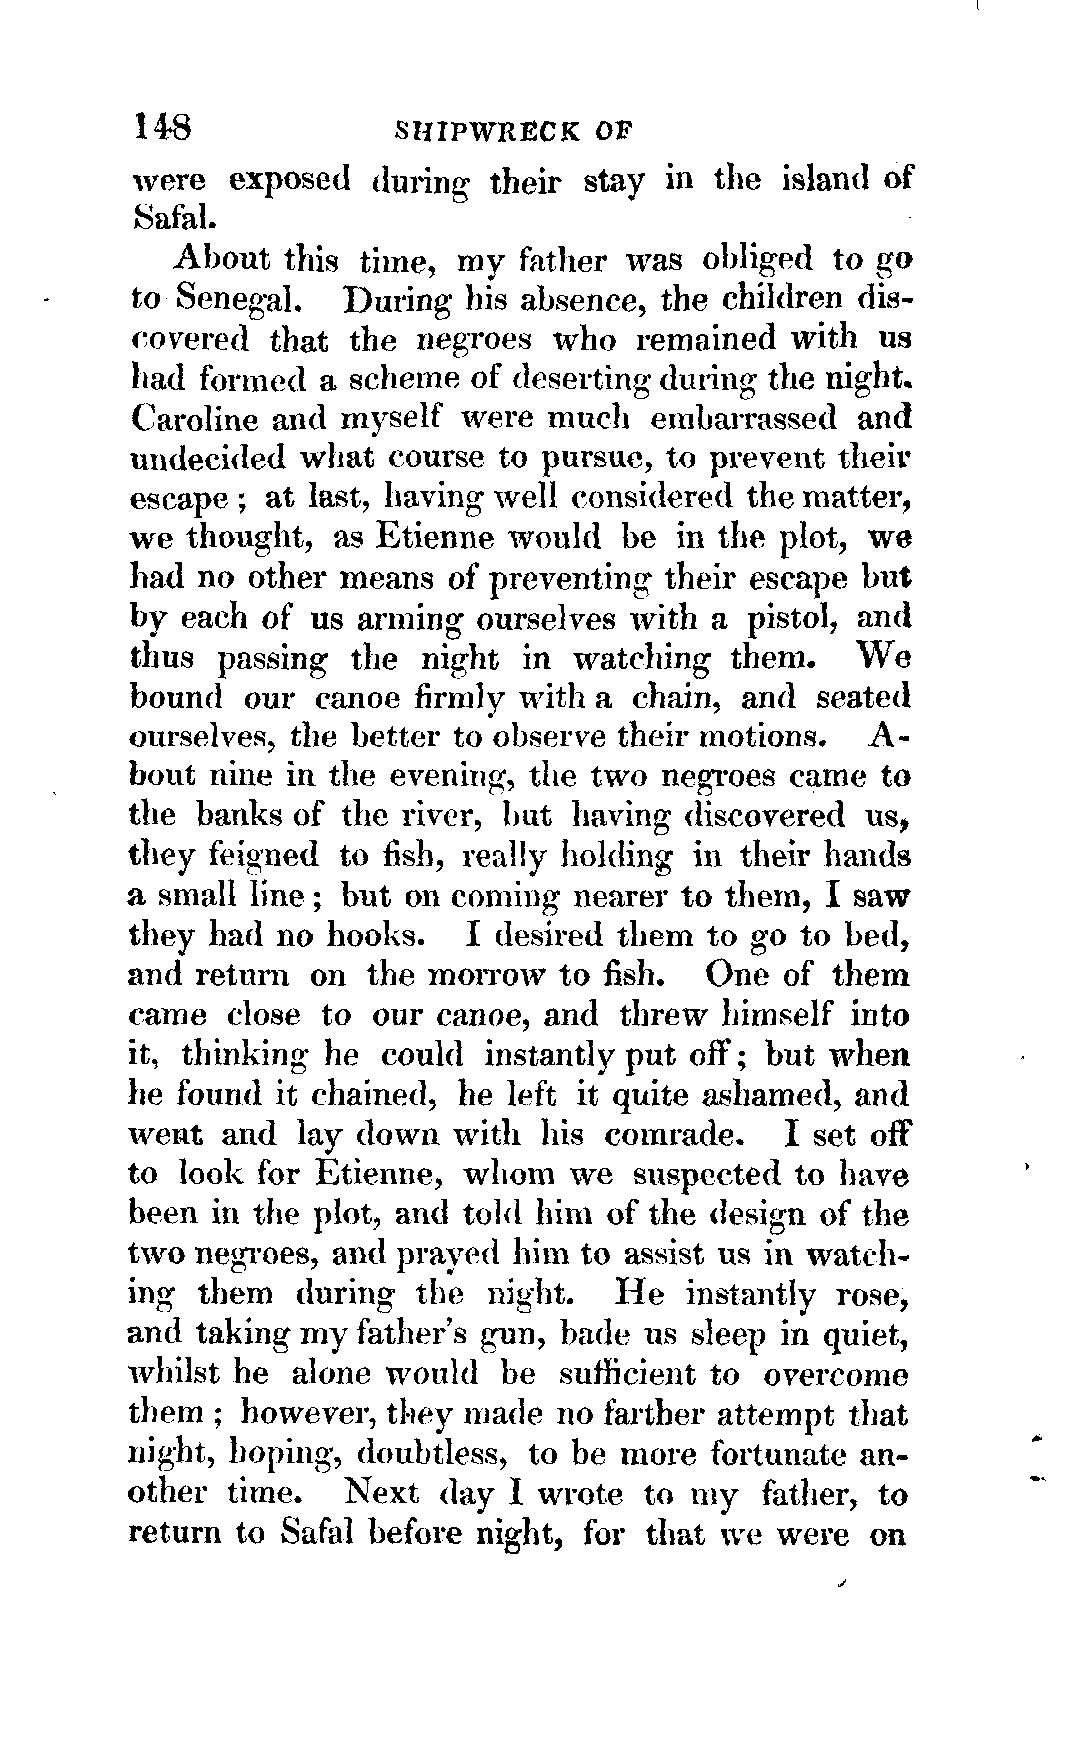 148 SHIPWRECK OF
were exposed during their stay in the island of
Safal.
About this time, my father was obliged to go
to Senegal. During his absence, the children dis-
covered that the negroes who remained with us
had formed a scheme of deserting during the night.
Caroline and myself were much embarrassed and
undecided what course to pursue, to prevent their
escape ; at last, having well considered the matter,
we thought, as Etienne would be in the plot, we
had no other means of preventing their escape but
by each of us arming ourselves with a pistol, and
thus passing the night in watching them. We
bound our canoe firmly with a chain, and seated
ourselves, the better to observe their motions. A-
bout nine in the evening, the two negroes came to
the banks of the river, but having discovered us,
they feigned to fish, really holding in their hands
a small line ; but on coming nearer to them, I saw
they had no hooks. I desired them to go to bed,
and return on the morrow to fish. One of them
came close to our canoe, and threw himself into
it, thinking he could instantly put off ; but when
he found it chained, he left it quite ashamed, and
went and lay down with his comrade. I set off
to look for Etienne, whom we suspected to have
been in the plot, and told him of the design of the
two negroes, and prayed him to assist us in watch-
ing them during the night. He instantly rose,
and taking my father's gun, bade us sleep in quiet,
whilst he alone would be sufficient to overcome
them ; however, they made no farther attempt that
night, hoping, doubtless, to be more fortunate an-
other time. Next day I wrote to my father, to
return to Safal before night, for that we were on